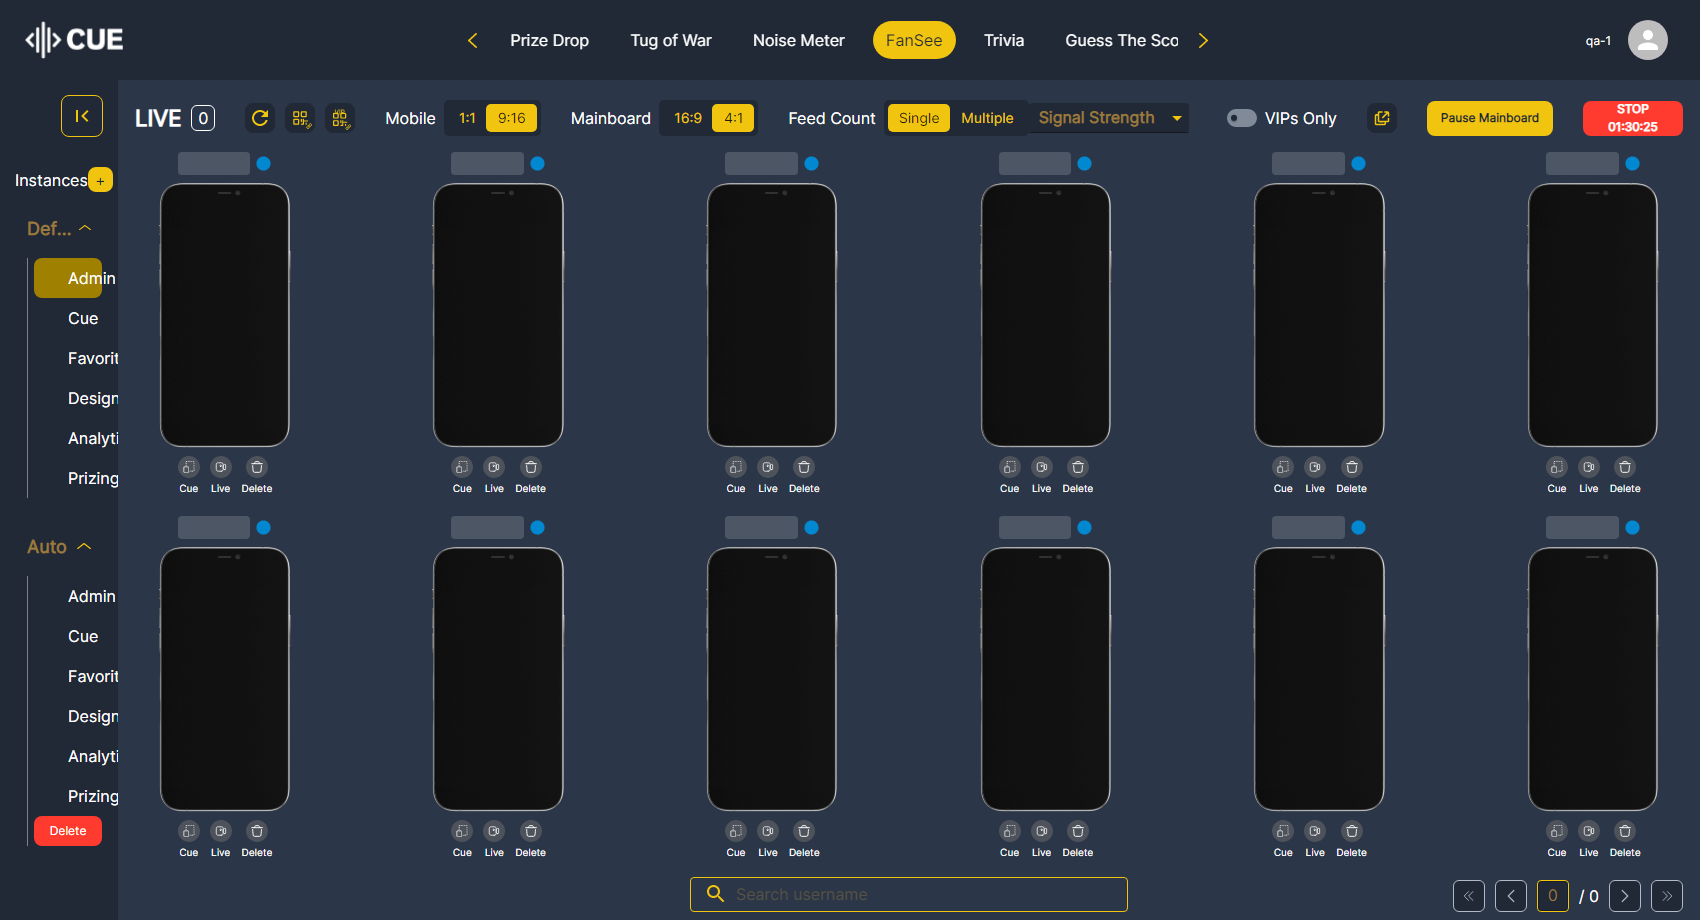 CUE
Prize Drop
Tug of War
Noise Meter
FanSee
Trivia
Guess The Sco
qa-1
LIVE 0
Mobile 1:1 9:16
Mainboard 16:9 4:1
Feed Count Single Multiple
Signal Strength
VIPs Only
Pause Mainboard
STOP
01:30:25
Instances +
Def...
Admin
Cue
Favorit
Design
Analyti
Prizing
Auto
Admin
Cue
Favorit
Design
Analyti
Prizing
Delete
Cue Live Delete
Cue Live Delete
Cue Live Delete
Cue Live Delete
Cue Live Delete
Cue Live Delete
Cue Live Delete
Cue Live Delete
Cue Live Delete
Cue Live Delete
Cue Live Delete
Cue Live Delete
Search username
0 / 0